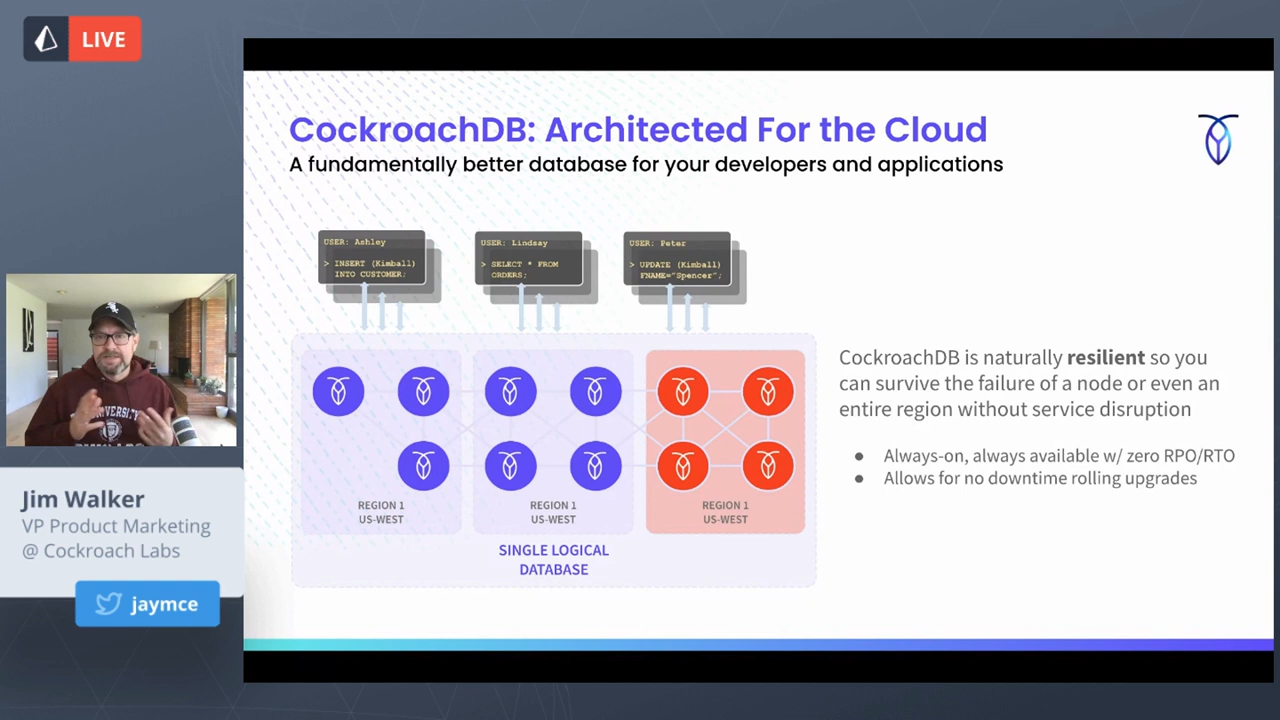 LIVE
CockroachDB: Architected For the Cloud
A fundamentally better database for your developers and applications
USER: Ashley
> INSERT (Kimball)
INTO CUSTOMER;
USER: Lindsay
> SELECT * FROM
ORDERS;
USER: Peter
> UPDATE (Kimball)
FNAME="Spencer";
CockroachDB is naturally resilient so you
can survive the failure of a node or even an
entire region without service disruption
● Always-on, always available w/ zero RPO/RTO
● Allows for no downtime rolling upgrades
REGION 1
US-WEST
REGION 1
US-WEST
REGION 1
US-WEST
SINGLE LOGICAL
DATABASE
Jim Walker
VP Product Marketing
@ Cockroach Labs
jaymce